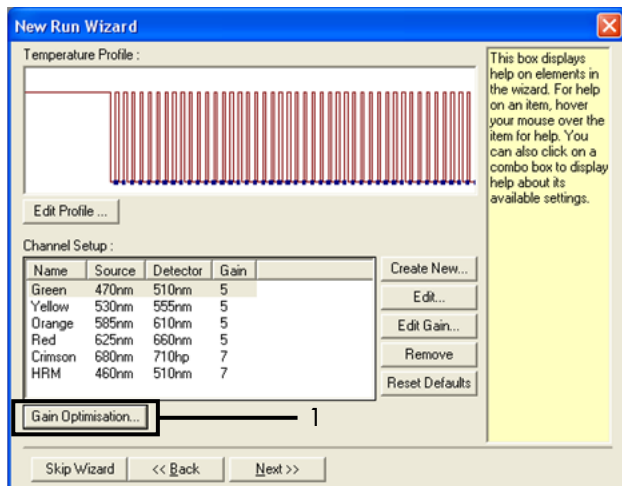 New Run Wizard
Temperature Profile :
Edit Profile ...
Channel Setup :
Name Source Detector Gain
Green 470nm 510nm 5
Yellow 530nm 555nm 5
Orange 585nm 610nm 5
Red 625nm 660nm 5
Crimson 680nm 710hp 7
HRM 460nm 510nm 7
Create New...
Edit...
Edit Gain...
Remove
Reset Defaults
Gain Optimisation...
1
Skip Wizard
<< Back
Next >>
This box displays
help on elements in
the wizard. For help
on an item, hover
your mouse over the
item for help. You
can also click on a
combo box to display
help about its
available settings.